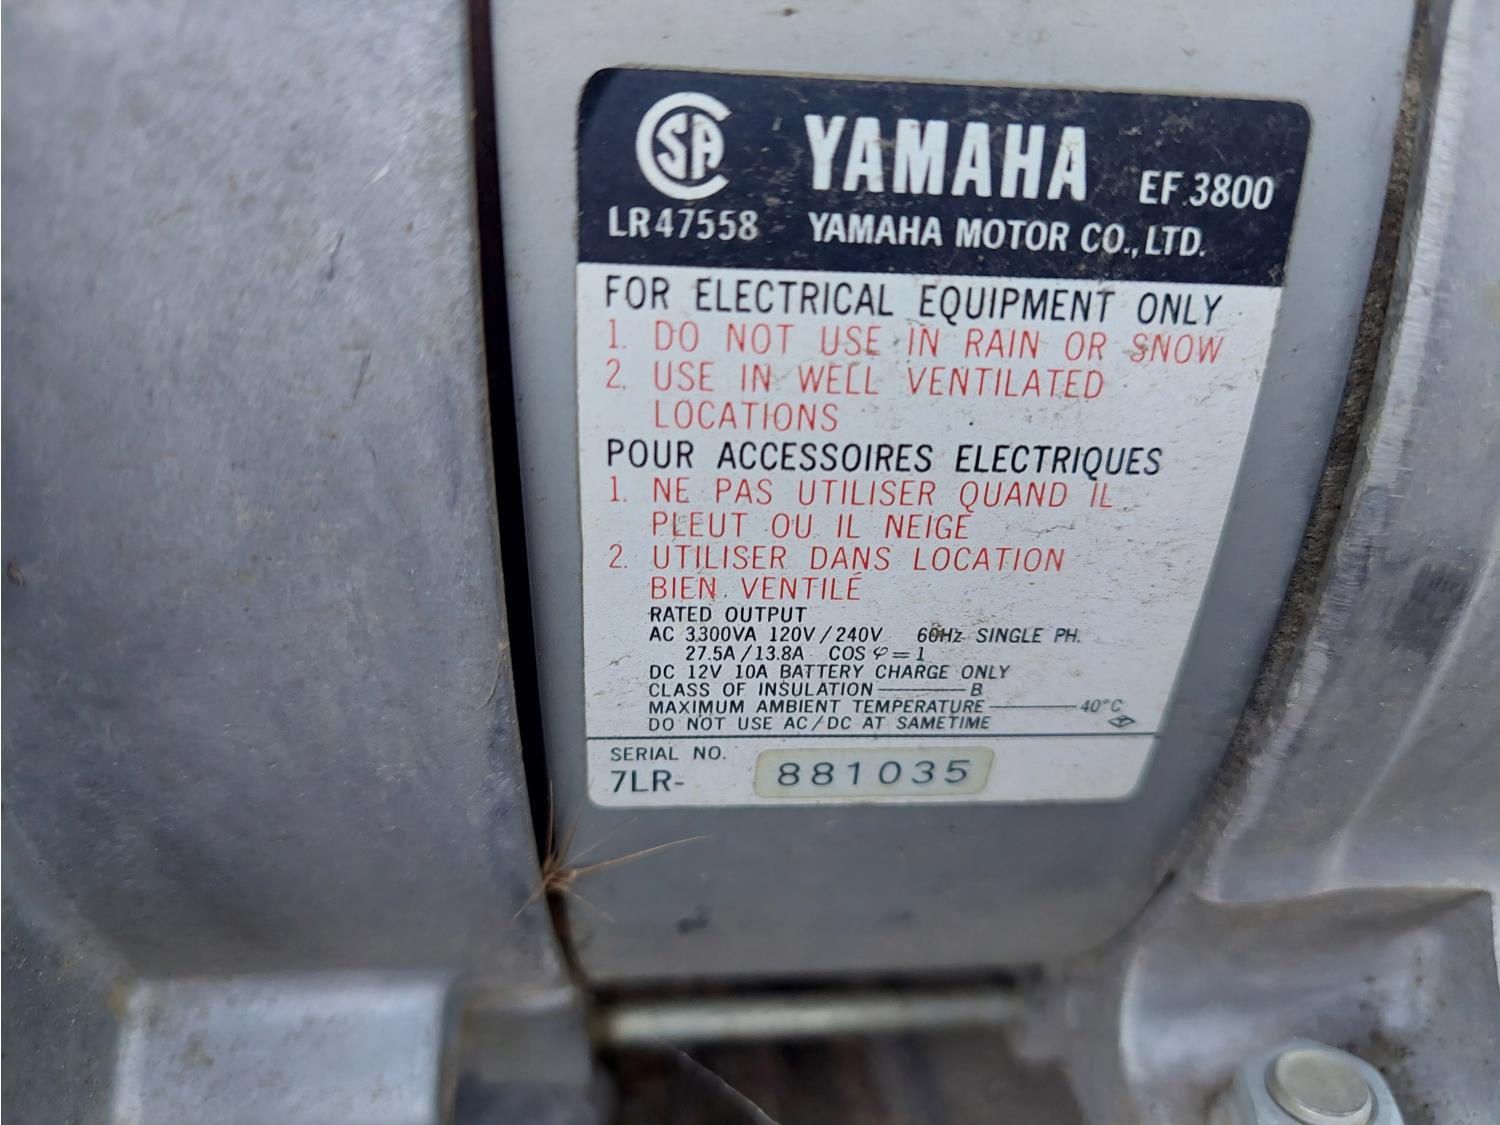 CSA YAMAHA EF 3800
LR47558 YAMAHA MOTOR CO., LTD.
FOR ELECTRICAL EQUIPMENT ONLY
1. DO NOT USE IN RAIN OR SNOW
2. USE IN WELL VENTILATED
LOCATIONS
POUR ACCESSOIRES ELECTRIQUES
1. NE PAS UTILISER QUAND IL
PLEUT OU IL NEIGE
2. UTILISER DANS LOCATION
BIEN VENTILÉ
RATED OUTPUT
AC 3300VA 120V/240V 60Hz SINGLE PH.
27.5A/13.8A COS φ = 1
DC 12V 10A BATTERY CHARGE ONLY
CLASS OF INSULATION B
MAXIMUM AMBIENT TEMPERATURE 40°C
DO NOT USE AC/DC AT SAMETIME
SERIAL NO.
7LR- 881035